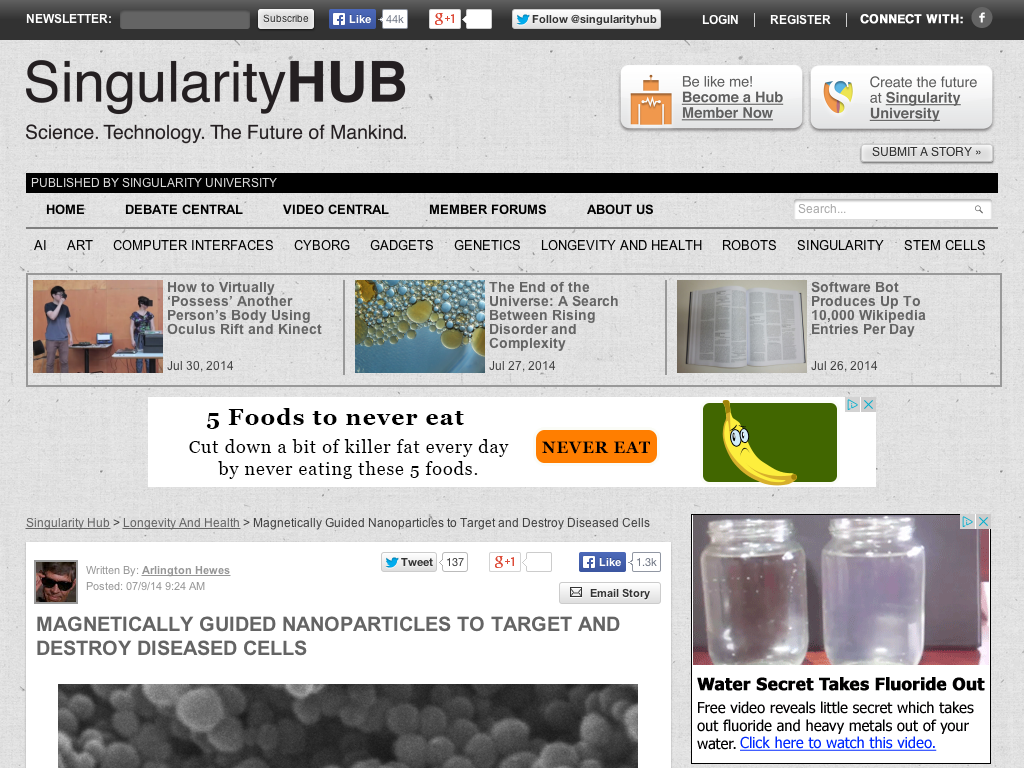 NEWSLETTER:
Subscribe
Like
44k
g+1
Follow @singularityhub
LOGIN
REGISTER
CONNECT WITH:
SingularityHUB
Science. Technology. The Future of Mankind.
Be like me!
Become a Hub
Member Now
Create the future
at Singularity
University
SUBMIT A STORY »
PUBLISHED BY SINGULARITY UNIVERSITY
HOME
DEBATE CENTRAL
VIDEO CENTRAL
MEMBER FORUMS
ABOUT US
Search...
AI
ART
COMPUTER INTERFACES
CYBORG
GADGETS
GENETICS
LONGEVITY AND HEALTH
ROBOTS
SINGULARITY
STEM CELLS
How to Virtually
‘Possess’ Another
Person’s Body Using
Oculus Rift and Kinect
Jul 30, 2014
The End of the
Universe: A Search
Between Rising
Disorder and
Complexity
Jul 27, 2014
Software Bot
Produces Up To
10,000 Wikipedia
Entries Per Day
Jul 26, 2014
5 Foods to never eat
Cut down a bit of killer fat every day
by never eating these 5 foods.
NEVER EAT
Singularity Hub > Longevity And Health > Magnetically Guided Nanoparticles to Target and Destroy Diseased Cells
Written By: Arlington Hewes
Posted: 07/9/14 9:24 AM
Tweet
137
g+1
Like
1.3k
Email Story
MAGNETICALLY GUIDED NANOPARTICLES TO TARGET AND
DESTROY DISEASED CELLS
Water Secret Takes Fluoride Out
Free video reveals little secret which takes
out fluoride and heavy metals out of your
water. Click here to watch this video.